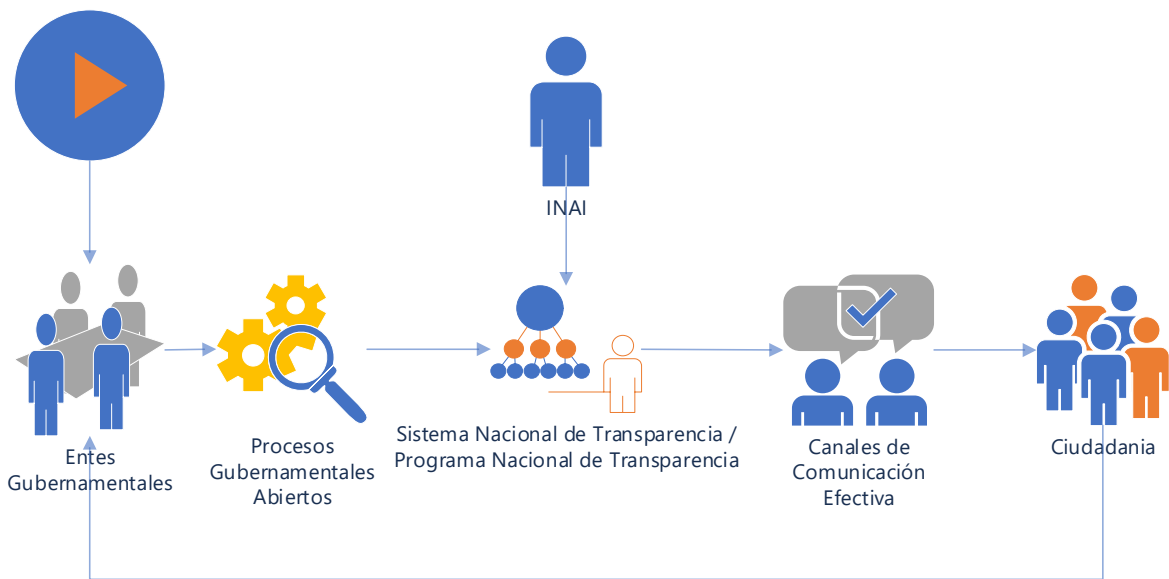 INAI
Entes
Gubernamentales
Procesos
Gubernamentales
Abiertos
Sistema Nacional de Transparencia /
Programa Nacional de Transparencia
Canales de
Comunicación
Efectiva
Ciudadania